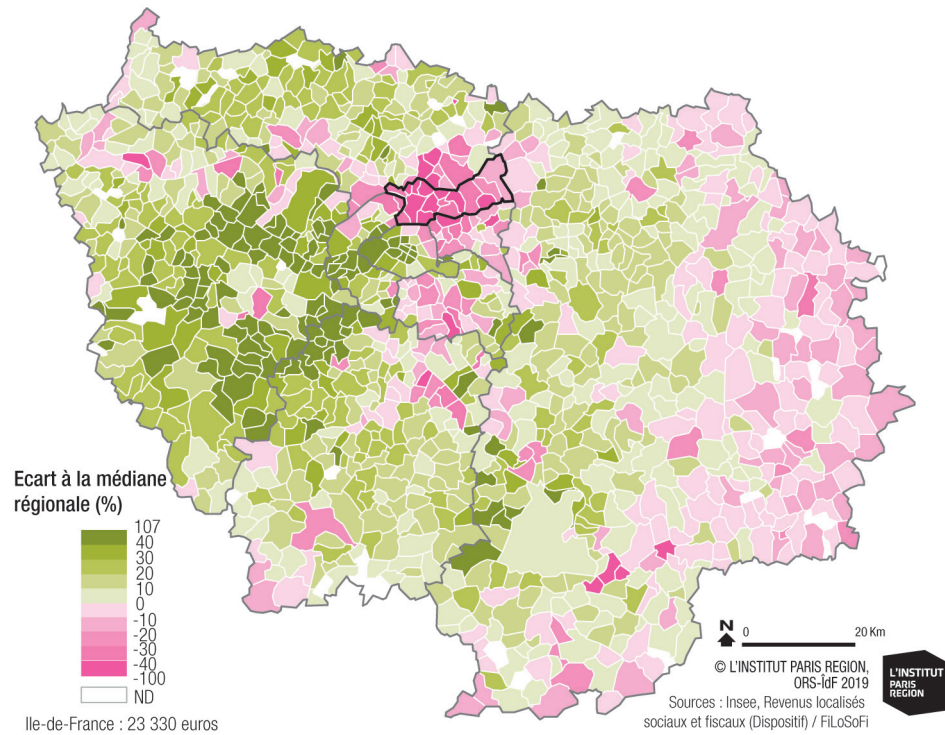 Ecart à la médiane
régionale (%)
107
40
30
20
10
0
-10
-20
-30
-40
-100
ND
Ile-de-France : 23 330 euros
N
0 20 Km
© L'INSTITUT PARIS REGION,
ORS-ÎdF 2019
Sources : Insee, Revenus localisés
sociaux et fiscaux (Dispositif) / FiLoSoFi
L'INSTITUT
PARIS
REGION